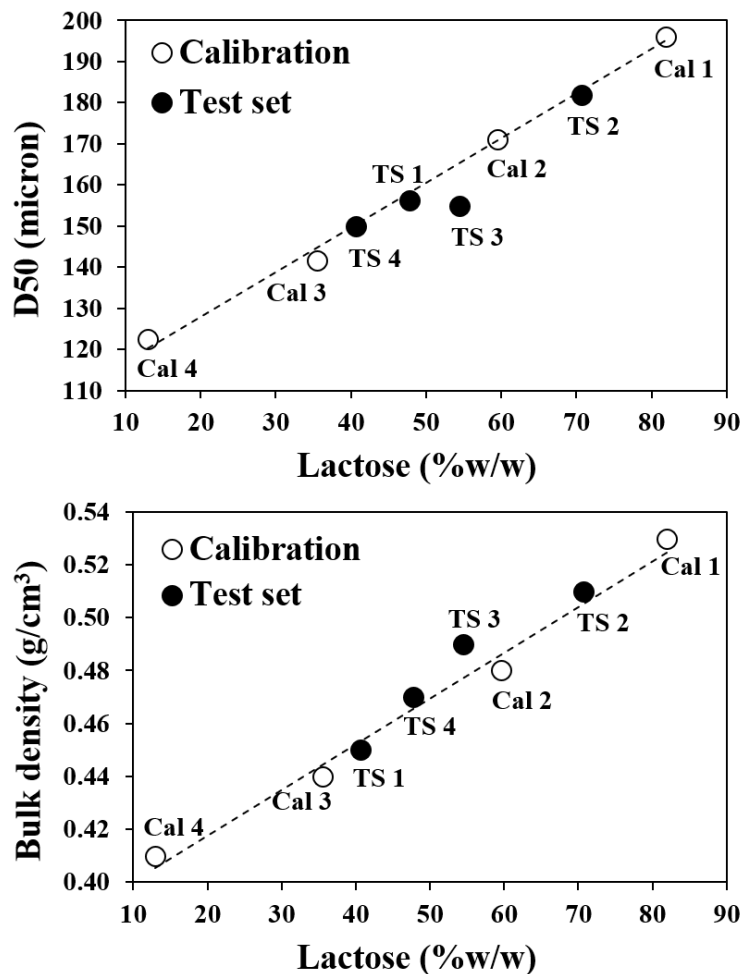 200
190
180
170
160
150
140
130
120
110
D50 (micron)
Calibration
Test set
Cal 1
TS 2
Cal 2
TS 1
TS 3
TS 4
Cal 3
Cal 4
10 20 30 40 50 60 70 80 90
Lactose (%w/w)
0.54
0.52
0.50
0.48
0.46
0.44
0.42
0.40
Bulk density (g/cm³)
Calibration
Test set
Cal 1
TS 2
TS 3
Cal 2
TS 4
TS 1
Cal 3
Cal 4
10 20 30 40 50 60 70 80 90
Lactose (%w/w)